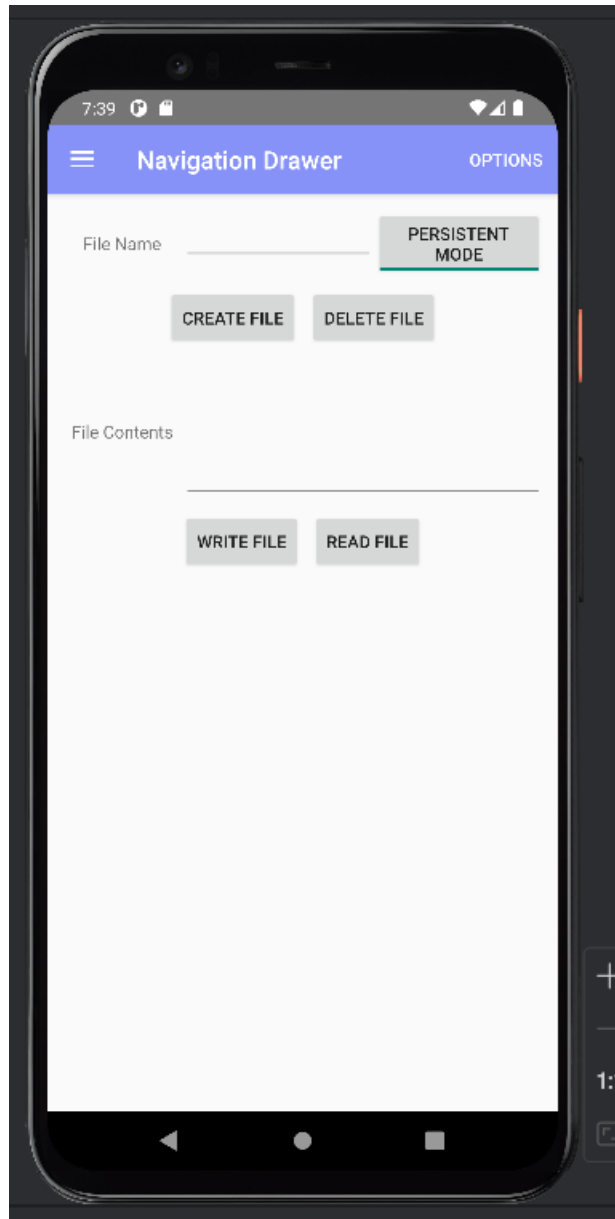 7:39
Navigation Drawer OPTIONS
File Name
PERSISTENT
MODE
CREATE FILE DELETE FILE
File Contents
WRITE FILE READ FILE